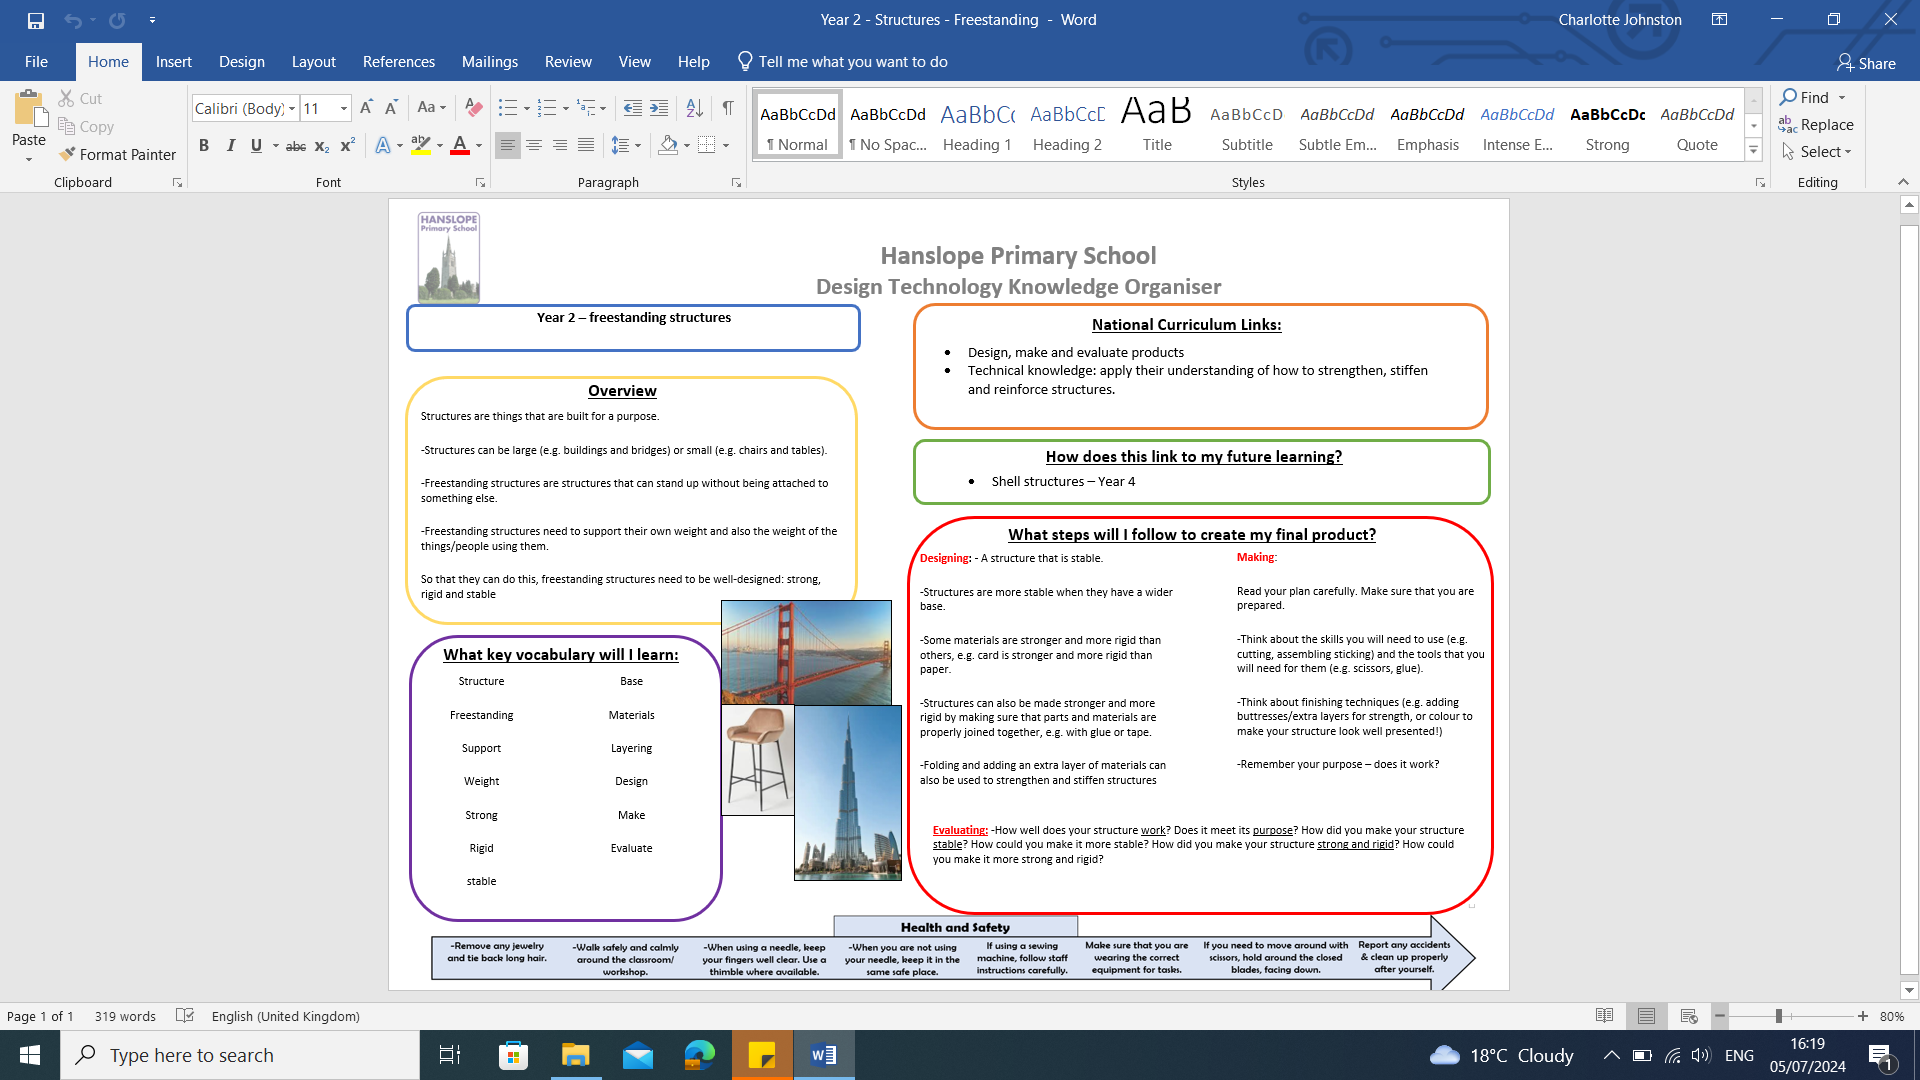 Year 2 - Structures - Freestanding - Word
Charlotte Johnston
File Home Insert Design Layout References Mailings Review View Help Tell me what you want to do
Share
Paste
Cut
Copy
Format Painter
Clipboard
Calibri (Body) 11
Aa
B I U abc x₂ x²
Font
Paragraph
AaBbCcDd AaBbCcDd AaBbCc AaBbCcD AaB AaBbCcD AaBbCcDd AaBbCcDd AaBbCcDd AaBbCcDc AaBbCcDd
¶ Normal ¶ No Spac... Heading 1 Heading 2 Title Subtitle Subtle Em... Emphasis Intense E... Strong Quote
Styles
Find
Replace
Select
Editing
HANSLOPE
Primary School
Hanslope Primary School
Design Technology Knowledge Organiser
Year 2 – freestanding structures
Overview
Structures are things that are built for a purpose.
-Structures can be large (e.g. buildings and bridges) or small (e.g. chairs and tables).
-Freestanding structures are structures that can stand up without being attached to
something else.
-Freestanding structures need to support their own weight and also the weight of the
things/people using them.
So that they can do this, freestanding structures need to be well-designed: strong,
rigid and stable
What key vocabulary will I learn:
Structure Base
Freestanding Materials
Support Layering
Weight Design
Strong Make
Rigid Evaluate
stable
National Curriculum Links:
• Design, make and evaluate products
• Technical knowledge: apply their understanding of how to strengthen, stiffen
and reinforce structures.
How does this link to my future learning?
• Shell structures – Year 4
What steps will I follow to create my final product?
Designing: - A structure that is stable.
-Structures are more stable when they have a wider
base.
-Some materials are stronger and more rigid than
others, e.g. card is stronger and more rigid than
paper.
-Structures can also be made stronger and more
rigid by making sure that parts and materials are
properly joined together, e.g. with glue or tape.
-Folding and adding an extra layer of materials can
also be used to strengthen and stiffen structures
Making:
Read your plan carefully. Make sure that you are
prepared.
-Think about the skills you will need to use (e.g.
cutting, assembling sticking) and the tools that you
will need for them (e.g. scissors, glue).
-Think about finishing techniques (e.g. adding
buttresses/extra layers for strength, or colour to
make your structure look well presented!)
-Remember your purpose – does it work?
Evaluating: -How well does your structure work? Does it meet its purpose? How did you make your structure
stable? How could you make it more stable? How did you make your structure strong and rigid? How could
you make it more strong and rigid?
Health and Safety
-Remove any jewelry
and tie back long hair.
-Walk safely and calmly
around the classroom/
workshop.
-When using a needle, keep
your fingers well clear. Use a
thimble where available.
-When you are not using
your needle, keep it in the
same safe place.
If using a sewing
machine, follow staff
instructions carefully.
Make sure that you are
wearing the correct
equipment for tasks.
If you need to move around with
scissors, hold around the closed
blades, facing down.
Report any accidents
& clean up properly
after yourself.
Page 1 of 1 319 words English (United Kingdom)
80%
Type here to search
18°C Cloudy
ENG
16:19
05/07/2024
1